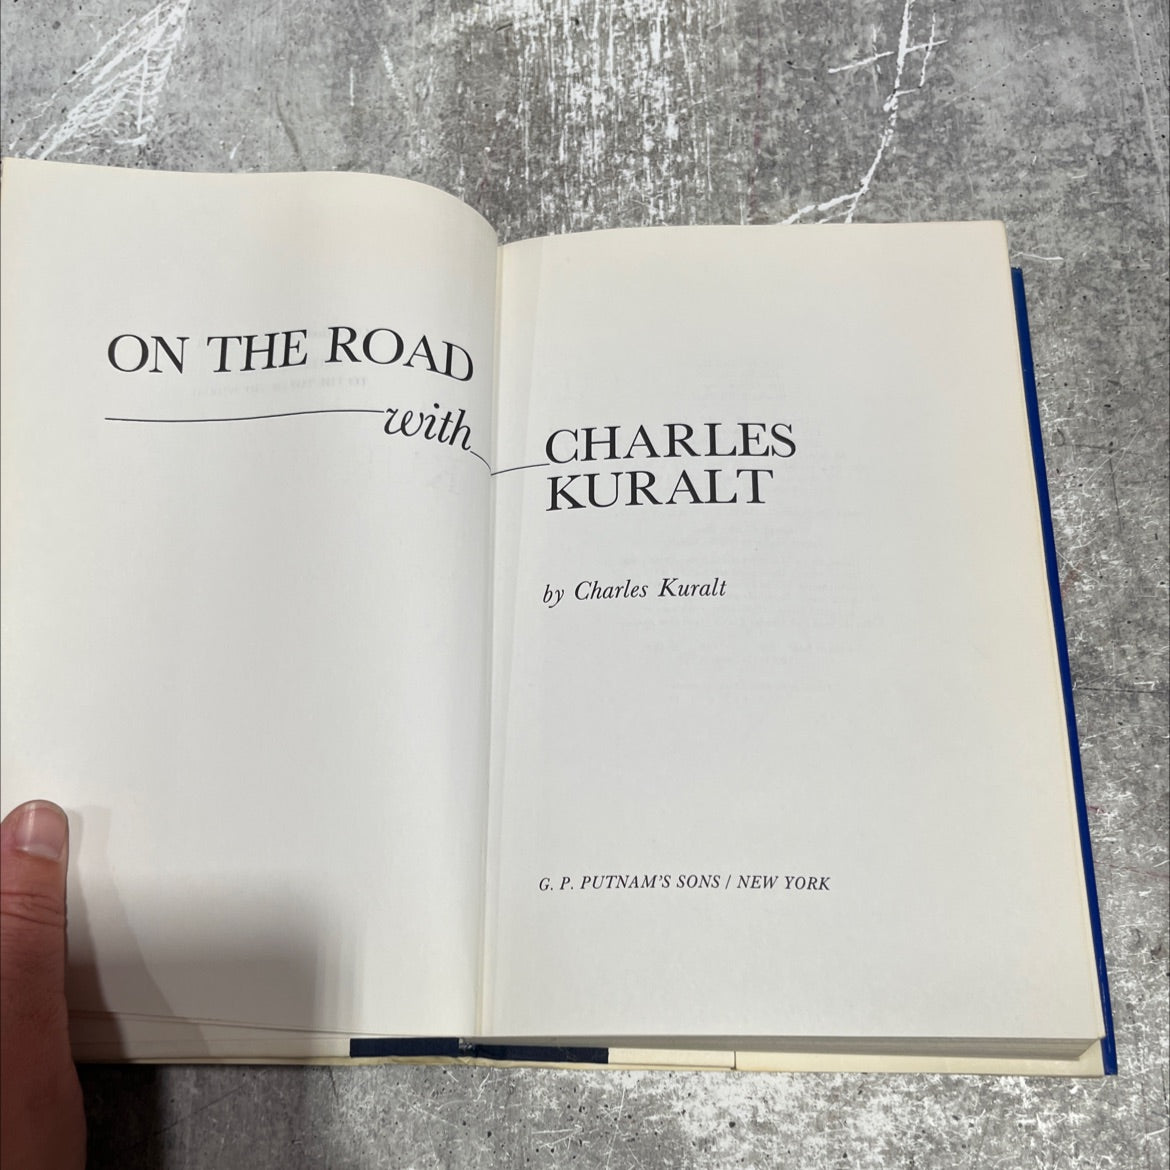 ON THE ROAD
with
CHARLES
KURALT
by Charles Kuralt
G. P. PUTNAM'S SONS / NEW YORK